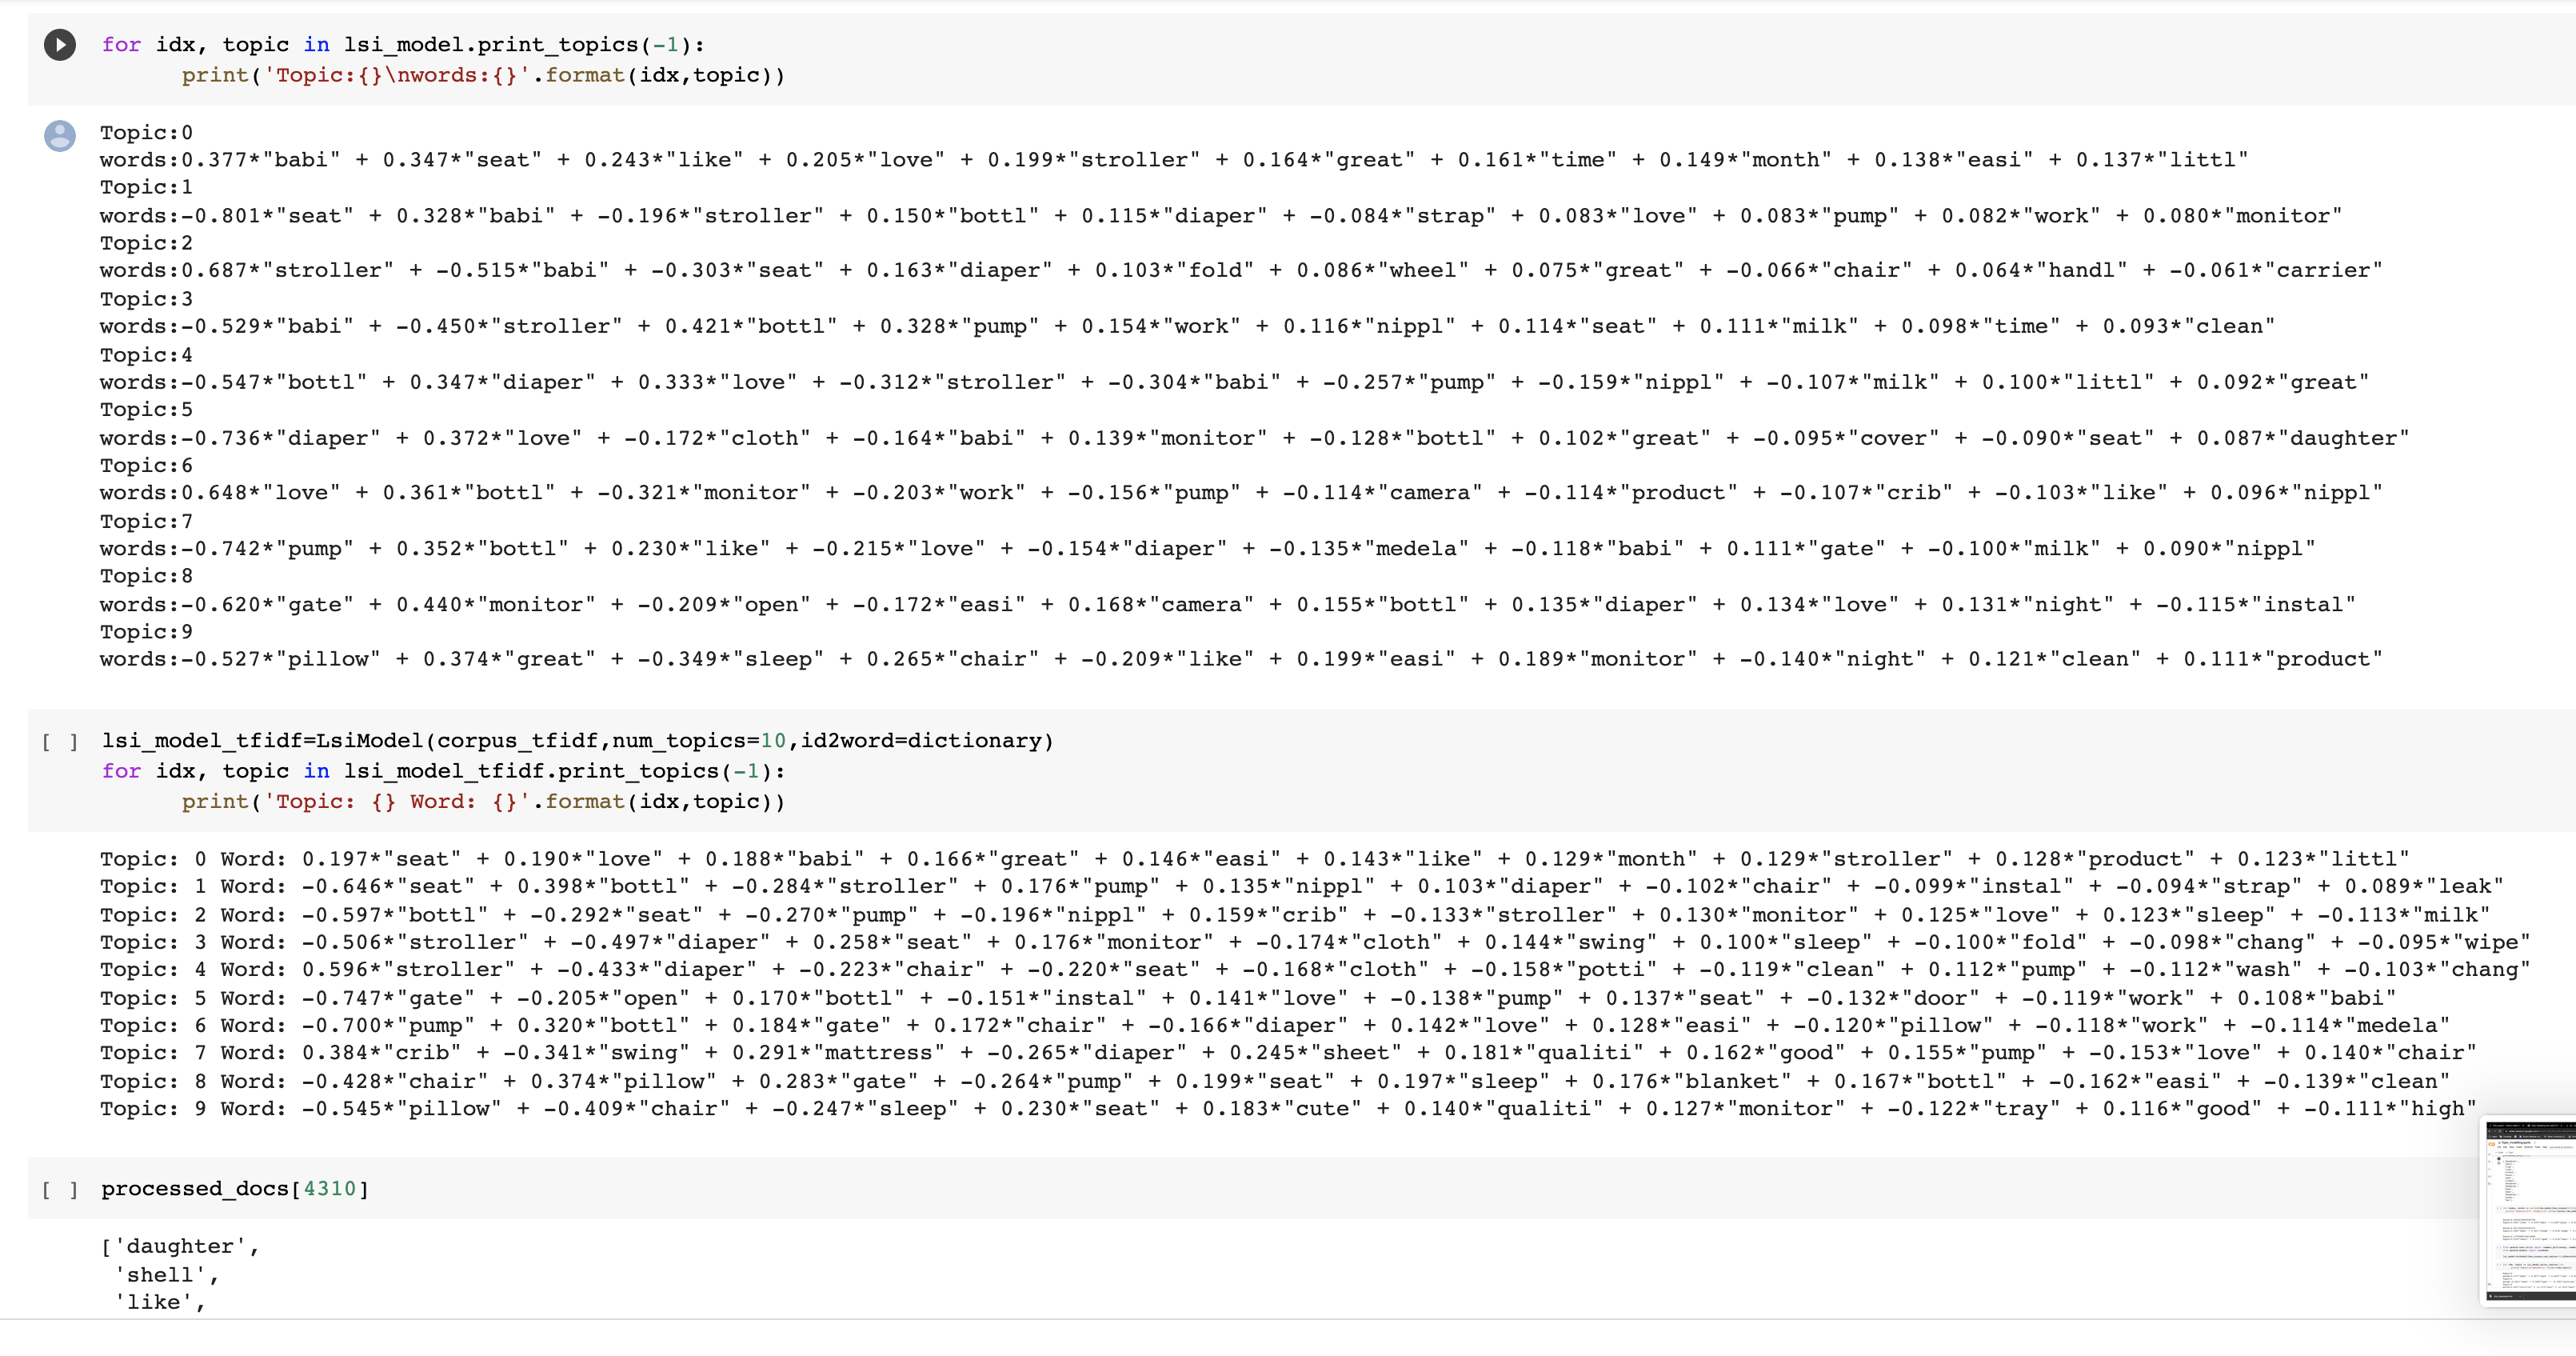 for idx, topic in lsi_model.print_topics(-1):
print('Topic:{}\nwords:{}'.format(idx,topic))
Topic:0
words:0.377*"babi" + 0.347*"seat" + 0.243*"like" + 0.205*"love" + 0.199*"stroller" + 0.164*"great" + 0.161*"time" + 0.149*"month" + 0.138*"easi" + 0.137*"littl"
Topic:1
words:-0.801*"seat" + 0.328*"babi" + -0.196*"stroller" + 0.150*"bottl" + 0.115*"diaper" + -0.084*"strap" + 0.083*"love" + 0.083*"pump" + 0.082*"work" + 0.080*"monitor"
Topic:2
words:0.687*"stroller" + -0.515*"babi" + -0.303*"seat" + 0.163*"diaper" + 0.103*"fold" + 0.086*"wheel" + 0.075*"great" + -0.066*"chair" + 0.064*"handl" + -0.061*"carrier"
Topic:3
words:-0.529*"babi" + -0.450*"stroller" + 0.421*"bottl" + 0.328*"pump" + 0.154*"work" + 0.116*"nippl" + 0.114*"seat" + 0.111*"milk" + 0.098*"time" + 0.093*"clean"
Topic:4
words:-0.547*"bottl" + 0.347*"diaper" + 0.333*"love" + -0.312*"stroller" + -0.304*"babi" + -0.257*"pump" + -0.159*"nippl" + -0.107*"milk" + 0.100*"littl" + 0.092*"great"
Topic:5
words:-0.736*"diaper" + 0.372*"love" + -0.172*"cloth" + -0.164*"babi" + 0.139*"monitor" + -0.128*"bottl" + 0.102*"great" + -0.095*"cover" + -0.090*"seat" + 0.087*"daughter"
Topic:6
words:0.648*"love" + 0.361*"bottl" + -0.321*"monitor" + -0.203*"work" + -0.156*"pump" + -0.114*"camera" + -0.114*"product" + -0.107*"crib" + -0.103*"like" + 0.096*"nippl"
Topic:7
words:-0.742*"pump" + 0.352*"bottl" + 0.230*"like" + -0.215*"love" + -0.154*"diaper" + -0.135*"medela" + -0.118*"babi" + 0.111*"gate" + -0.100*"milk" + 0.090*"nippl"
Topic:8
words:-0.620*"gate" + 0.440*"monitor" + -0.209*"open" + -0.172*"easi" + 0.168*"camera" + 0.155*"bottl" + 0.135*"diaper" + 0.134*"love" + 0.131*"night" + -0.115*"instal"
Topic:9
words:-0.527*"pillow" + 0.374*"great" + -0.349*"sleep" + 0.265*"chair" + -0.209*"like" + 0.199*"easi" + 0.189*"monitor" + -0.140*"night" + 0.121*"clean" + 0.111*"product"
[ ] lsi_model_tfidf=LsiModel(corpus_tfidf,num_topics=10,id2word=dictionary)
for idx, topic in lsi_model_tfidf.print_topics(-1):
print('Topic: {} Word: {}'.format(idx,topic))
Topic: 0 Word: 0.197*"seat" + 0.190*"love" + 0.188*"babi" + 0.166*"great" + 0.146*"easi" + 0.143*"like" + 0.129*"month" + 0.129*"stroller" + 0.128*"product" + 0.123*"littl"
Topic: 1 Word: -0.646*"seat" + 0.398*"bottl" + -0.284*"stroller" + 0.176*"pump" + 0.135*"nippl" + 0.103*"diaper" + -0.102*"chair" + -0.099*"instal" + -0.094*"strap" + 0.089*"leak"
Topic: 2 Word: -0.597*"bottl" + -0.292*"seat" + -0.270*"pump" + -0.196*"nippl" + 0.159*"crib" + -0.133*"stroller" + 0.130*"monitor" + 0.125*"love" + 0.123*"sleep" + -0.113*"milk"
Topic: 3 Word: -0.506*"stroller" + -0.497*"diaper" + 0.258*"seat" + 0.176*"monitor" + -0.174*"cloth" + 0.144*"swing" + 0.100*"sleep" + -0.100*"fold" + -0.098*"chang" + -0.095*"wipe"
Topic: 4 Word: 0.596*"stroller" + -0.433*"diaper" + -0.223*"chair" + -0.220*"seat" + -0.168*"cloth" + -0.158*"potti" + -0.119*"clean" + 0.112*"pump" + -0.112*"wash" + -0.103*"chang"
Topic: 5 Word: -0.747*"gate" + -0.205*"open" + 0.170*"bottl" + -0.151*"instal" + 0.141*"love" + -0.138*"pump" + 0.137*"seat" + -0.132*"door" + -0.119*"work" + 0.108*"babi"
Topic: 6 Word: -0.700*"pump" + 0.320*"bottl" + 0.184*"gate" + 0.172*"chair" + -0.166*"diaper" + 0.142*"love" + 0.128*"easi" + -0.120*"pillow" + -0.118*"work" + -0.114*"medela"
Topic: 7 Word: 0.384*"crib" + -0.341*"swing" + 0.291*"mattress" + -0.265*"diaper" + 0.245*"sheet" + 0.181*"qualiti" + 0.162*"good" + 0.155*"pump" + -0.153*"love" + 0.140*"chair"
Topic: 8 Word: -0.428*"chair" + 0.374*"pillow" + 0.283*"gate" + -0.264*"pump" + 0.199*"seat" + 0.197*"sleep" + 0.176*"blanket" + 0.167*"bottl" + -0.162*"easi" + -0.139*"clean"
Topic: 9 Word: -0.545*"pillow" + -0.409*"chair" + -0.247*"sleep" + 0.230*"seat" + 0.183*"cute" + 0.140*"qualiti" + 0.127*"monitor" + -0.122*"tray" + 0.116*"good" + -0.111*"high"
[ ] processed_docs[4310]
['daughter',
'shell',
'like',